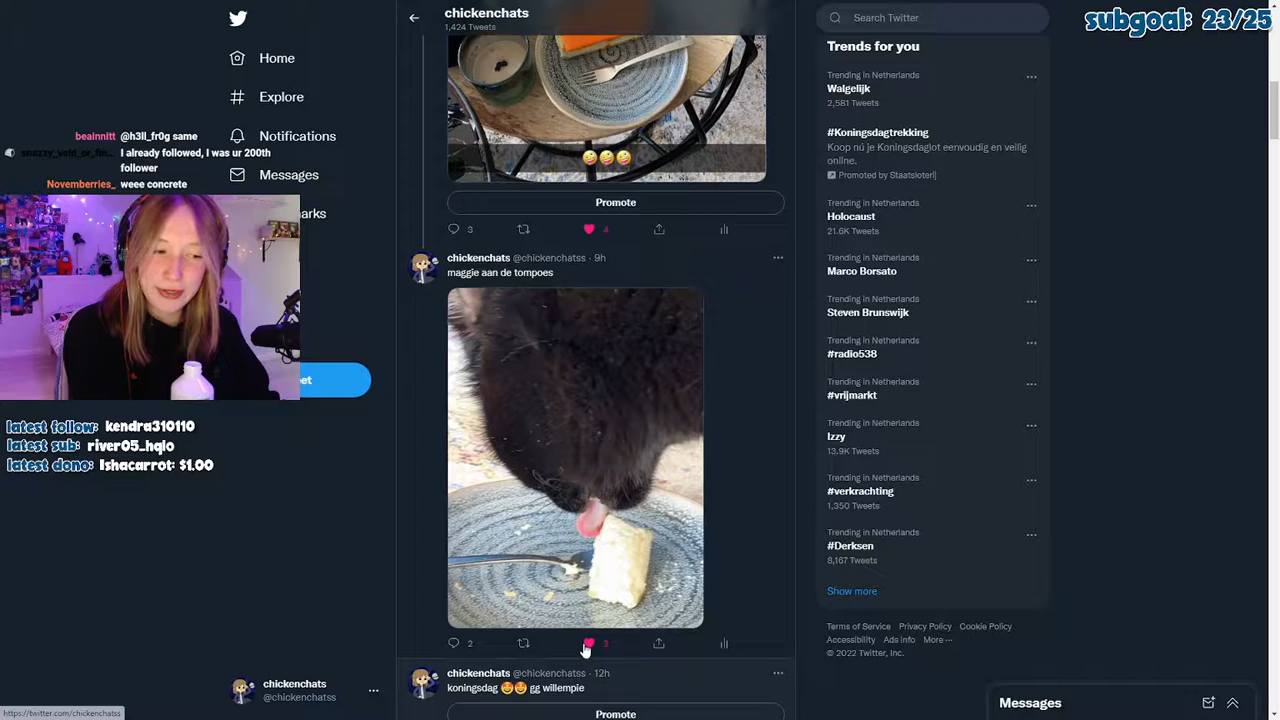 chickenchats
1,424 Tweets
Search Twitter
subgoal: 23/25
Home
Explore
Notifications
Messages
beainnitt @h3ll_fr0g same
I already followed, I was ur 200th
follower
Novemberries_ weee concrete
latest follow: kendra310110
latest sub: river05_hqlo
latest dono: Ishacarrot: $1.00
chickenchats
@chickenchatss
https://twitter.com/chickenchatss
Promote
3
4
chickenchats @chickenchatss · 9h
maggie aan de tompoes
2
3
chickenchats @chickenchatss · 12h
koningsdag gg willempie
Promote
Trends for you
Trending in Netherlands
Walgelijk
2,581 Tweets
#Koningsdagtrekking
Koop nú je Koningsdaglot eenvoudig en veilig
online.
Promoted by Staatsloterij
Trending in Netherlands
Holocaust
21.6K Tweets
Trending in Netherlands
Marco Borsato
Trending in Netherlands
Steven Brunswijk
Trending in Netherlands
#radio538
Trending in Netherlands
#vrijmarkt
Trending in Netherlands
Izzy
13.9K Tweets
Trending in Netherlands
#verkrachting
1,350 Tweets
Trending in Netherlands
#Derksen
8,167 Tweets
Show more
Terms of Service Privacy Policy Cookie Policy
Accessibility Ads info More ···
© 2022 Twitter, Inc.
Messages